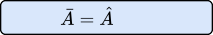 Ā = Â